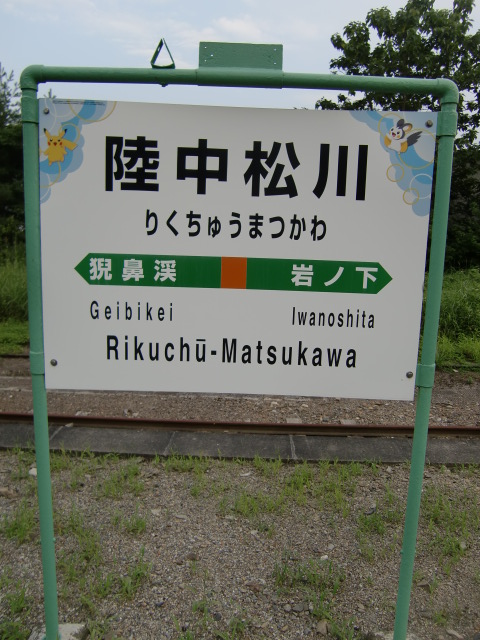 陸中松川
りくちゅうまつかわ
猊鼻渓 岩ノ下
Geibikei Iwanoshita
Rikuchū-Matsukawa